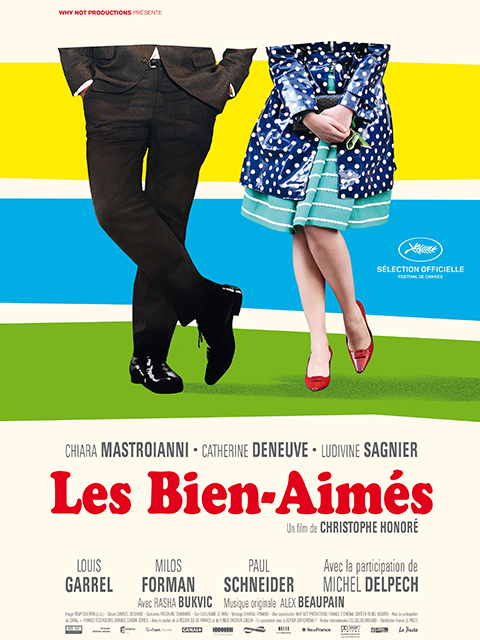 WHY NOT PRODUCTIONS PRÉSENTE
SÉLECTION OFFICIELLE
FESTIVAL DE CANNES
CHIARA MASTROIANNI • CATHERINE DENEUVE • LUDIVINE SAGNIER
Les Bien-Aimés
Un film de CHRISTOPHE HONORÉ
LOUIS GARREL
MILOS FORMAN
PAUL SCHNEIDER
Avec la participation de MICHEL DELPECH
Avec RASHA BUKVIC Musique originale ALEX BEAUPAIN